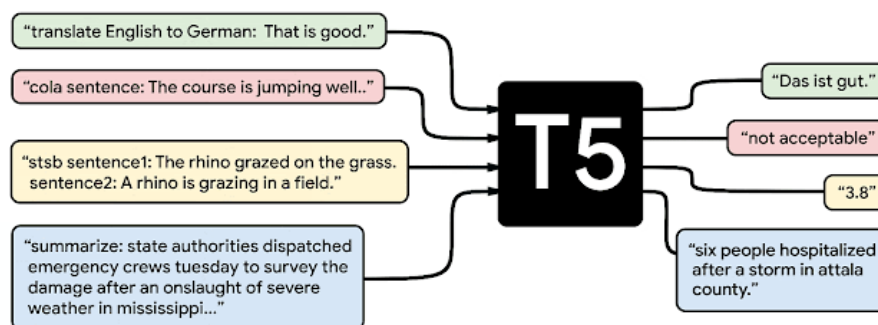 “translate English to German: That is good.”
“cola sentence: The course is jumping well..”
“stsb sentence1: The rhino grazed on the grass.
sentence2: A rhino is grazing in a field.”
“summarize: state authorities dispatched
emergency crews tuesday to survey the
damage after an onslaught of severe
weather in mississippi...”
T5
“Das ist gut.”
“not acceptable”
“3.8”
“six people hospitalized
after a storm in attala
county.”